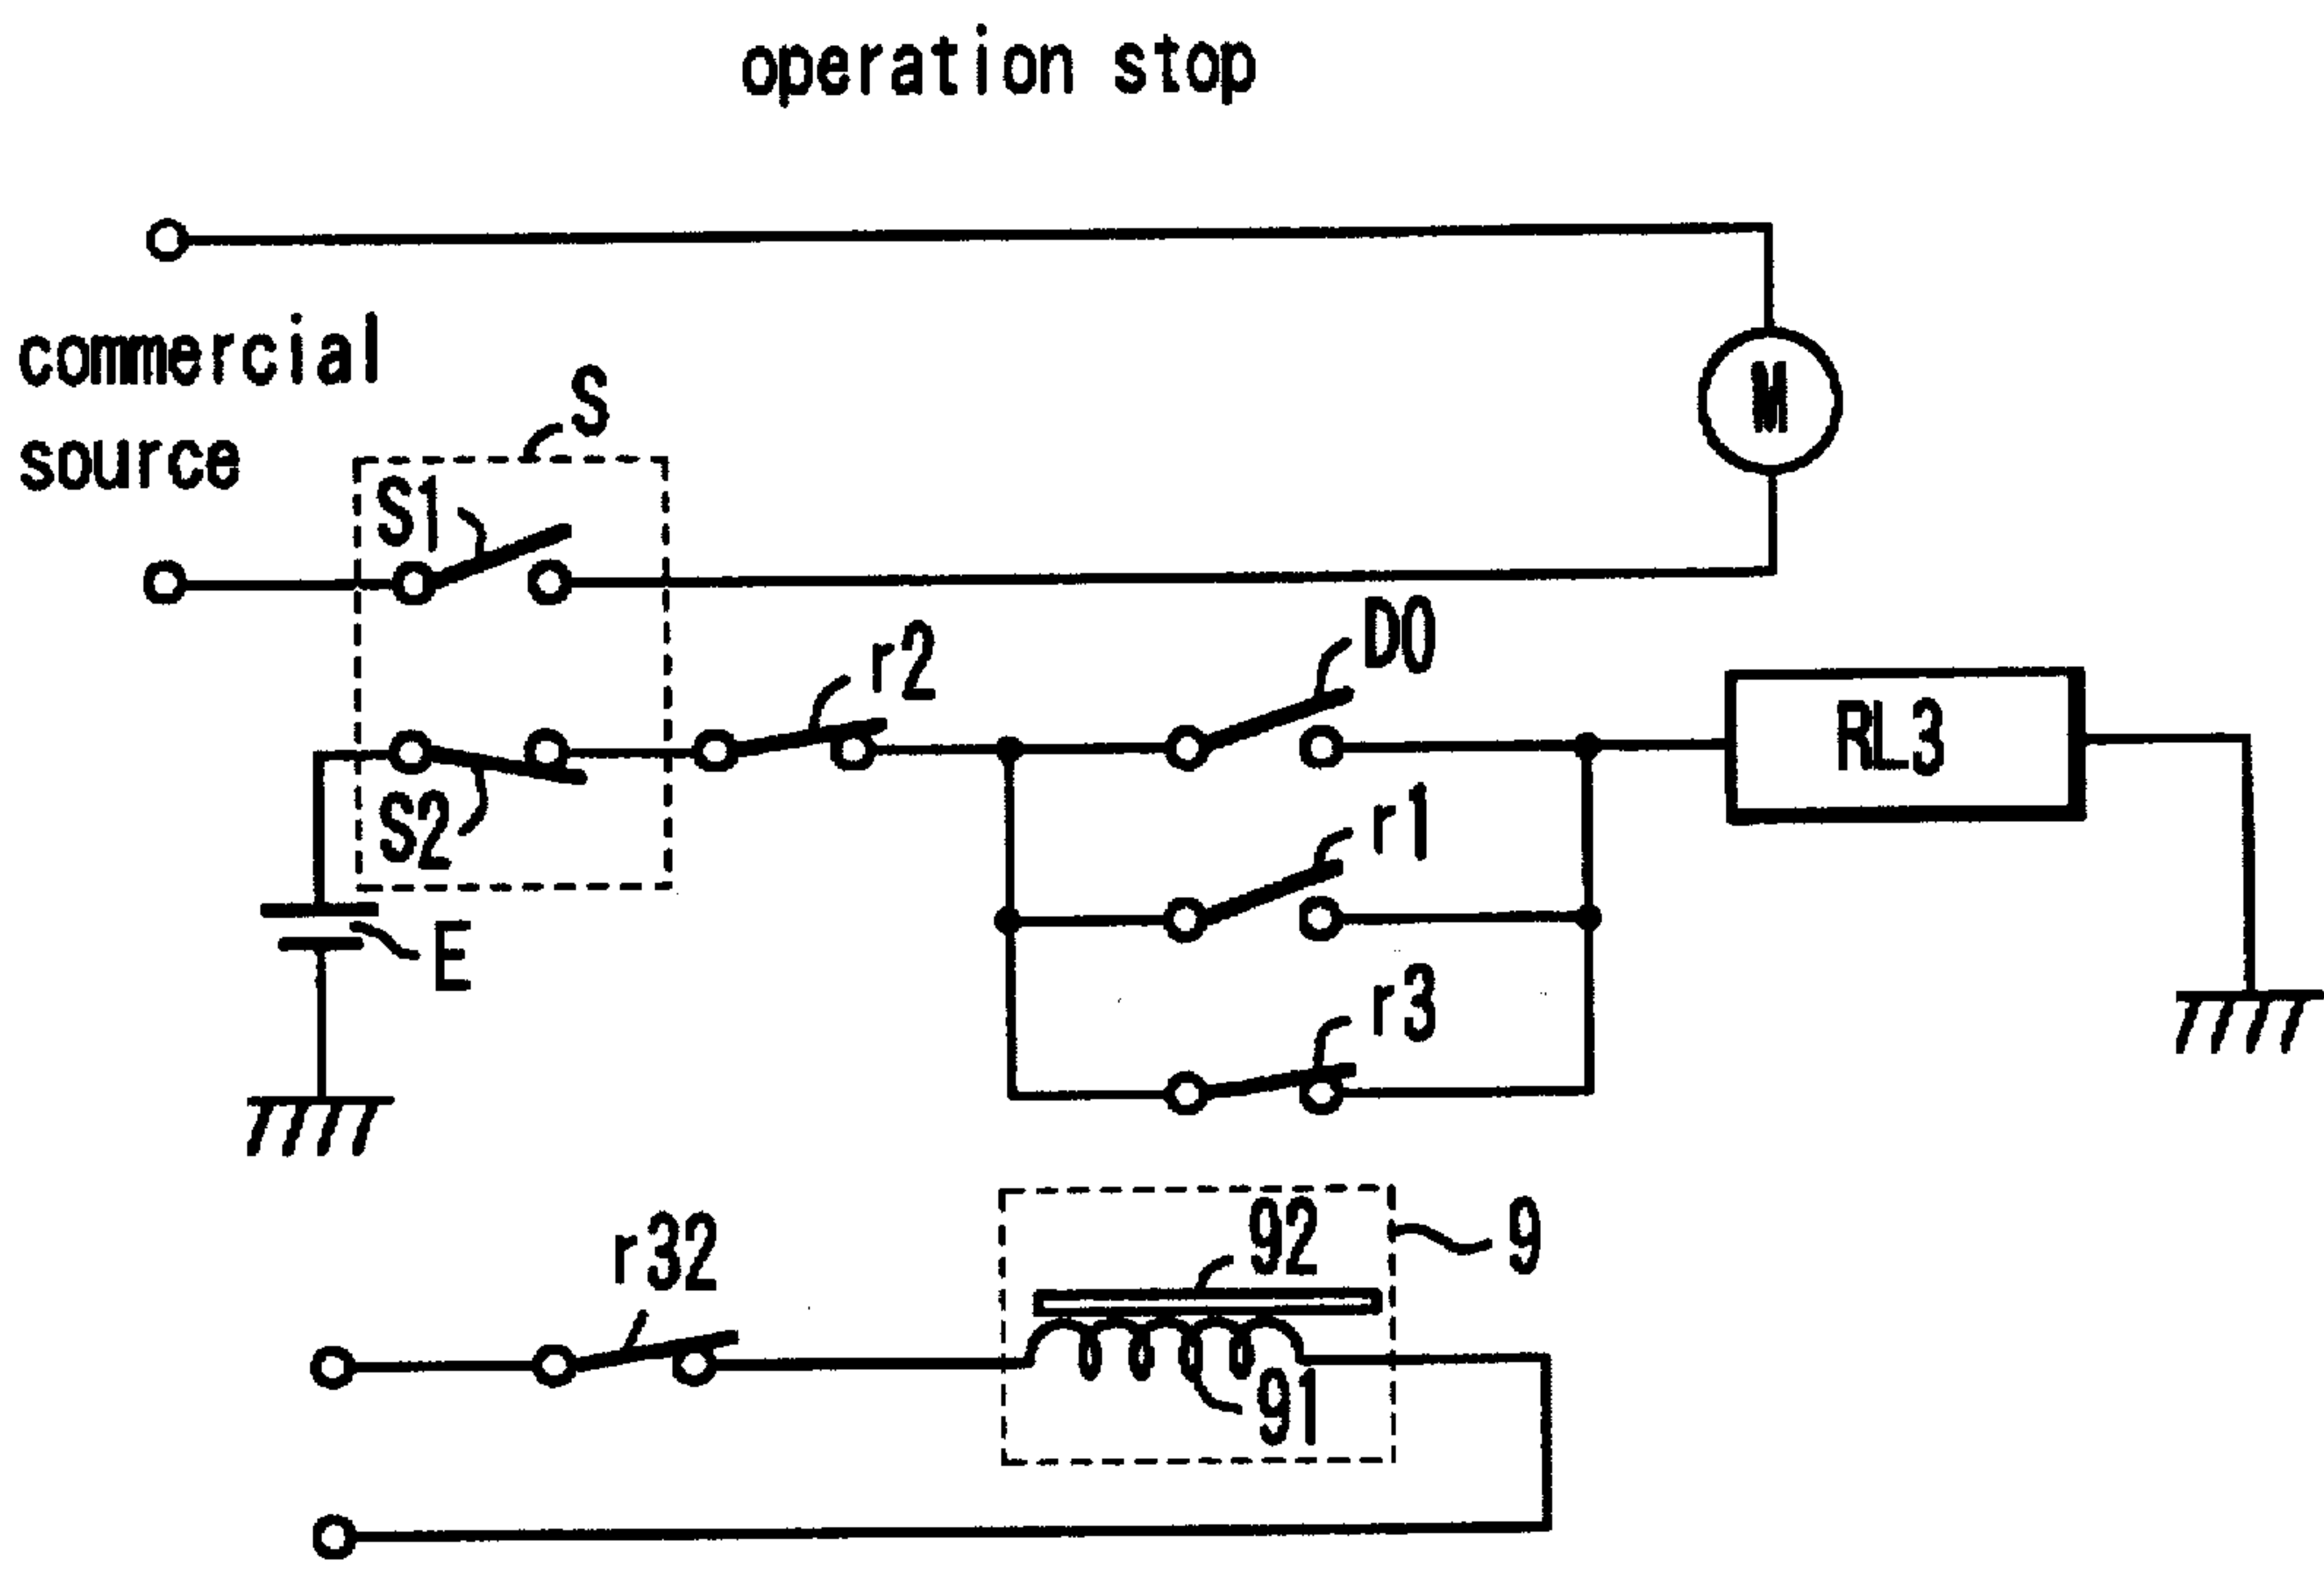 operation stop
commercial
source
S
S1
M
r2
D0
S2
RL3
r1
E
r3
r32
92
9
91